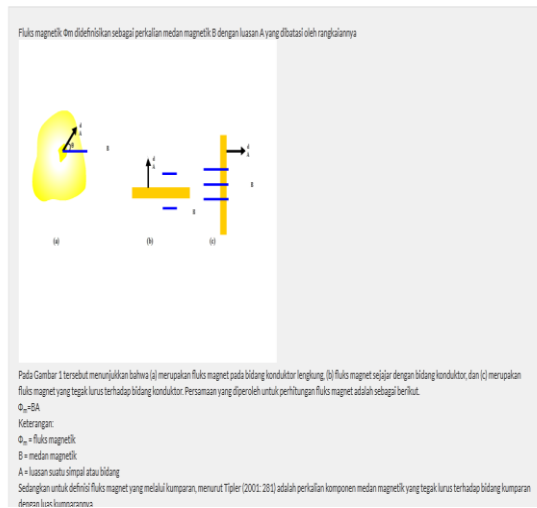 Fluks magnetik Φm didefinisikan sebagai perkalian medan magnetik B dengan luasan A yang dibatasi oleh rangkaiannya
d
A
θ
B
d
A
B
d
A
B
(a)
(b)
(c)
Pada Gambar 1 tersebut menunjukkan bahwa (a) merupakan fluks magnet pada bidang konduktor lengkung, (b) fluks magnet sejajar dengan bidang konduktor, dan (c) merupakan
fluks magnet yang tegak lurus terhadap bidang konduktor. Persamaan yang diperoleh untuk perhitungan fluks magnet adalah sebagai berikut.
Φm=BA
Keterangan:
Φm = fluks magnetik
B = medan magnetik
A = luasan suatu simpal atau bidang
Sedangkan untuk definisi fluks magnet yang melalui kumparan, menurut Tipler (2001: 281) adalah perkalian komponen medan magnetik yang tegak lurus terhadap bidang kumparan
dengan luas kumparannya